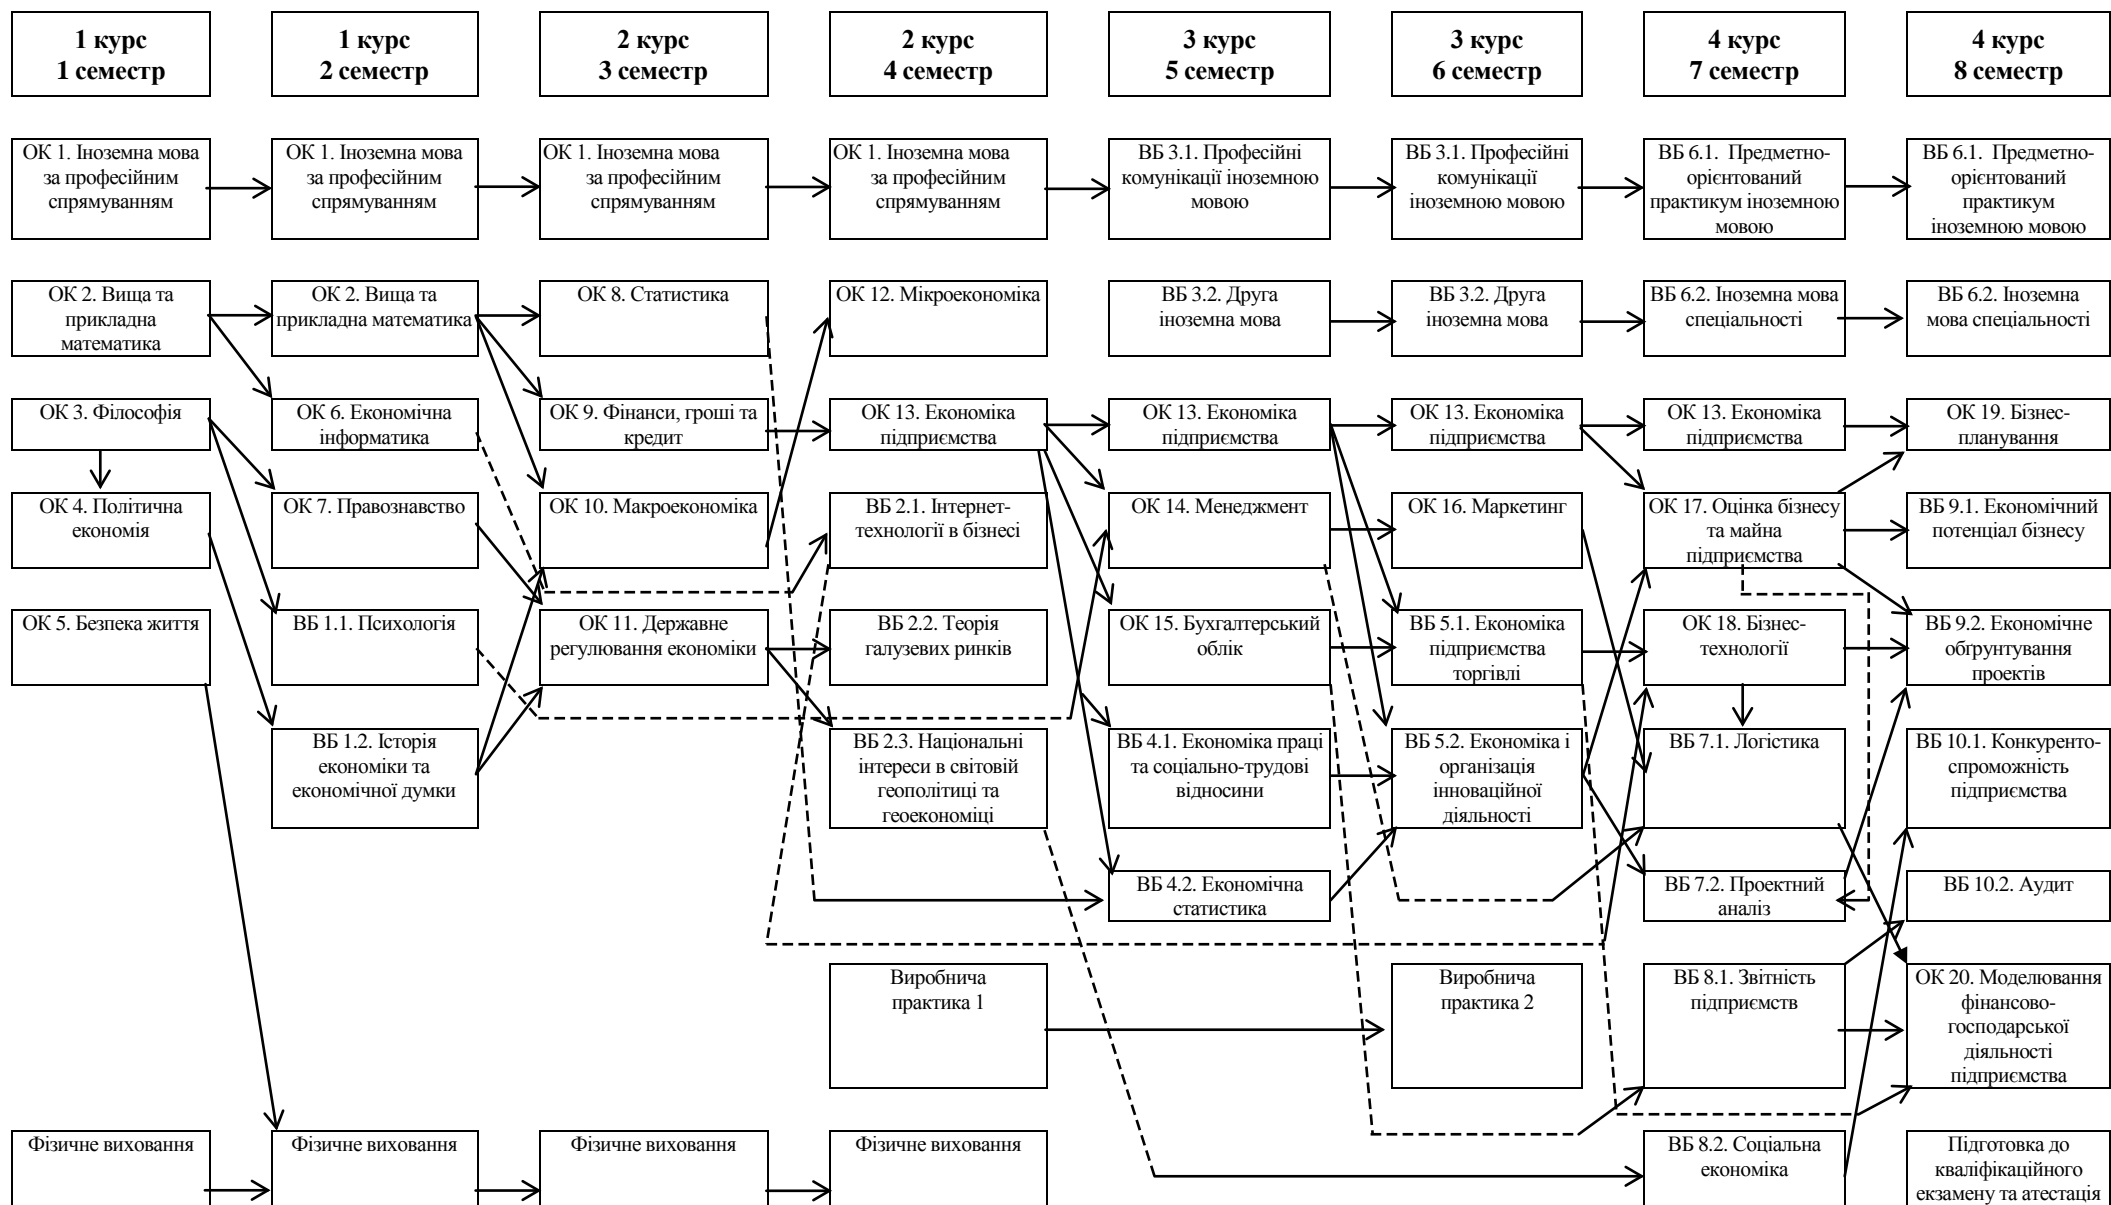 1 курс
1 семестр
1 курс
2 семестр
2 курс
3 семестр
2 курс
4 семестр
3 курс
5 семестр
3 курс
6 семестр
4 курс
7 семестр
4 курс
8 семестр
ОК 1. Іноземна мова
за професійним
спрямуванням
ОК 1. Іноземна мова
за професійним
спрямуванням
ОК 1. Іноземна мова
за професійним
спрямуванням
ОК 1. Іноземна мова
за професійним
спрямуванням
ВБ 3.1. Професійні
комунікації іноземною
мовою
ВБ 3.1. Професійні
комунікації
іноземною мовою
ВБ 6.1. Предметно-
орієнтований
практикум іноземною
мовою
ВБ 6.1. Предметно-
орієнтований
практикум
іноземною мовою
ОК 2. Вища та
прикладна
математика
ОК 2. Вища та
прикладна математика
ОК 8. Статистика
ОК 12. Мікроекономіка
ВБ 3.2. Друга
іноземна мова
ВБ 3.2. Друга
іноземна мова
ВБ 6.2. Іноземна мова
спеціальності
ВБ 6.2. Іноземна
мова спеціальності
ОК 3. Філософія
ОК 6. Економічна
інформатика
ОК 9. Фінанси, гроші та
кредит
ОК 13. Економіка
підприємства
ОК 13. Економіка
підприємства
ОК 13. Економіка
підприємства
ОК 13. Економіка
підприємства
ОК 19. Бізнес-
планування
ОК 4. Політична
економія
ОК 7. Правознавство
ОК 10. Макроекономіка
ВБ 2.1. Інтернет-
технології в бізнесі
ОК 14. Менеджмент
ОК 16. Маркетинг
ОК 17. Оцінка бізнесу
та майна
підприємства
ВБ 9.1. Економічний
потенціал бізнесу
ОК 5. Безпека життя
ВБ 1.1. Психологія
ОК 11. Державне
регулювання економіки
ВБ 2.2. Теорія
галузевих ринків
ОК 15. Бухгалтерський
облік
ВБ 5.1. Економіка
підприємства
торгівлі
ОК 18. Бізнес-
технології
ВБ 9.2. Економічне
обґрунтування
проектів
ВБ 1.2. Історія
економіки та
економічної думки
ВБ 2.3. Національні
інтереси в світовій
геополітиці та
геоекономіці
ВБ 4.1. Економіка праці
та соціально-трудові
відносини
ВБ 5.2. Економіка і
організація
інноваційної
діяльності
ВБ 7.1. Логістика
ВБ 10.1. Конкуренто-
спроможність
підприємства
ВБ 4.2. Економічна
статистика
ВБ 7.2. Проектний
аналіз
ВБ 10.2. Аудит
Виробнича
практика 1
Виробнича
практика 2
ВБ 8.1. Звітність
підприємств
ОК 20. Моделювання
фінансово-
господарської
діяльності
підприємства
Фізичне виховання
Фізичне виховання
Фізичне виховання
Фізичне виховання
ВБ 8.2. Соціальна
економіка
Підготовка до
кваліфікаційного
екзамену та атестація